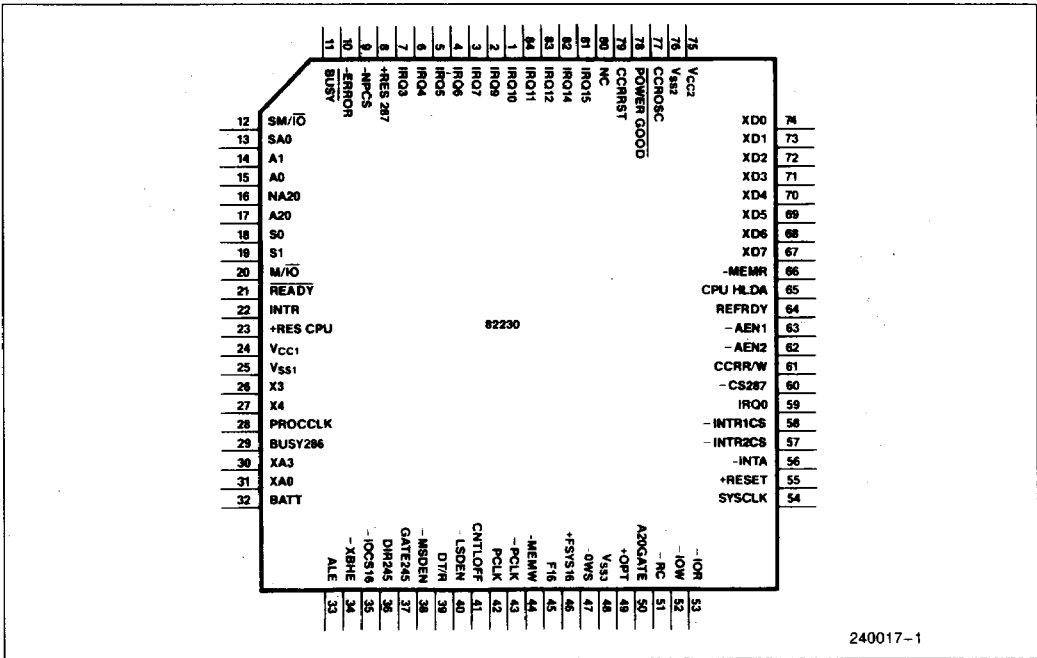 11 10 9 8 7 6 5 4 3 2 1 84 83 82 81 80 79 78 77 76 75
BUSY -ERROR -NPCS +RES 287 IRQ3 IRQ4 IRQ5 IRQ6 IRQ7 IRQ9 IRQ10 IRQ11 IRQ12 IRQ14 IRQ15 NC CCRRST POWER GOOD CCROSC VSS2 VCC2
12 SM/IO XD0 74
13 SA0 XD1 73
14 A1 XD2 72
15 A0 XD3 71
16 NA20 XD4 70
17 A20 XD5 69
18 S0 XD6 68
19 S1 XD7 67
20 M/IO -MEMR 66
21 READY CPU HLDA 65
22 INTR REFRDY 64
23 +RES CPU 82230 -AEN1 63
24 VCC1 -AEN2 62
25 VSS1 CCRR/W 61
26 X3 -CS287 60
27 X4 IRQ0 59
28 PROCCLK -INTR1CS 58
29 BUSY286 -INTR2CS 57
30 XA3 -INTA 56
31 XA0 +RESET 55
32 BATT SYSCLK 54
ALE -XBHE -IOCS16 DIR245 GATE245 -MSDEN DT/R -LSDEN CNTLOFF PCLK -PCLK -MEMW F16 +FSYS16 -0WS VSS3 +OPT A20GATE -RC -IOW -IOR
33 34 35 36 37 38 39 40 41 42 43 44 45 46 47 48 49 50 51 52 53
240017-1